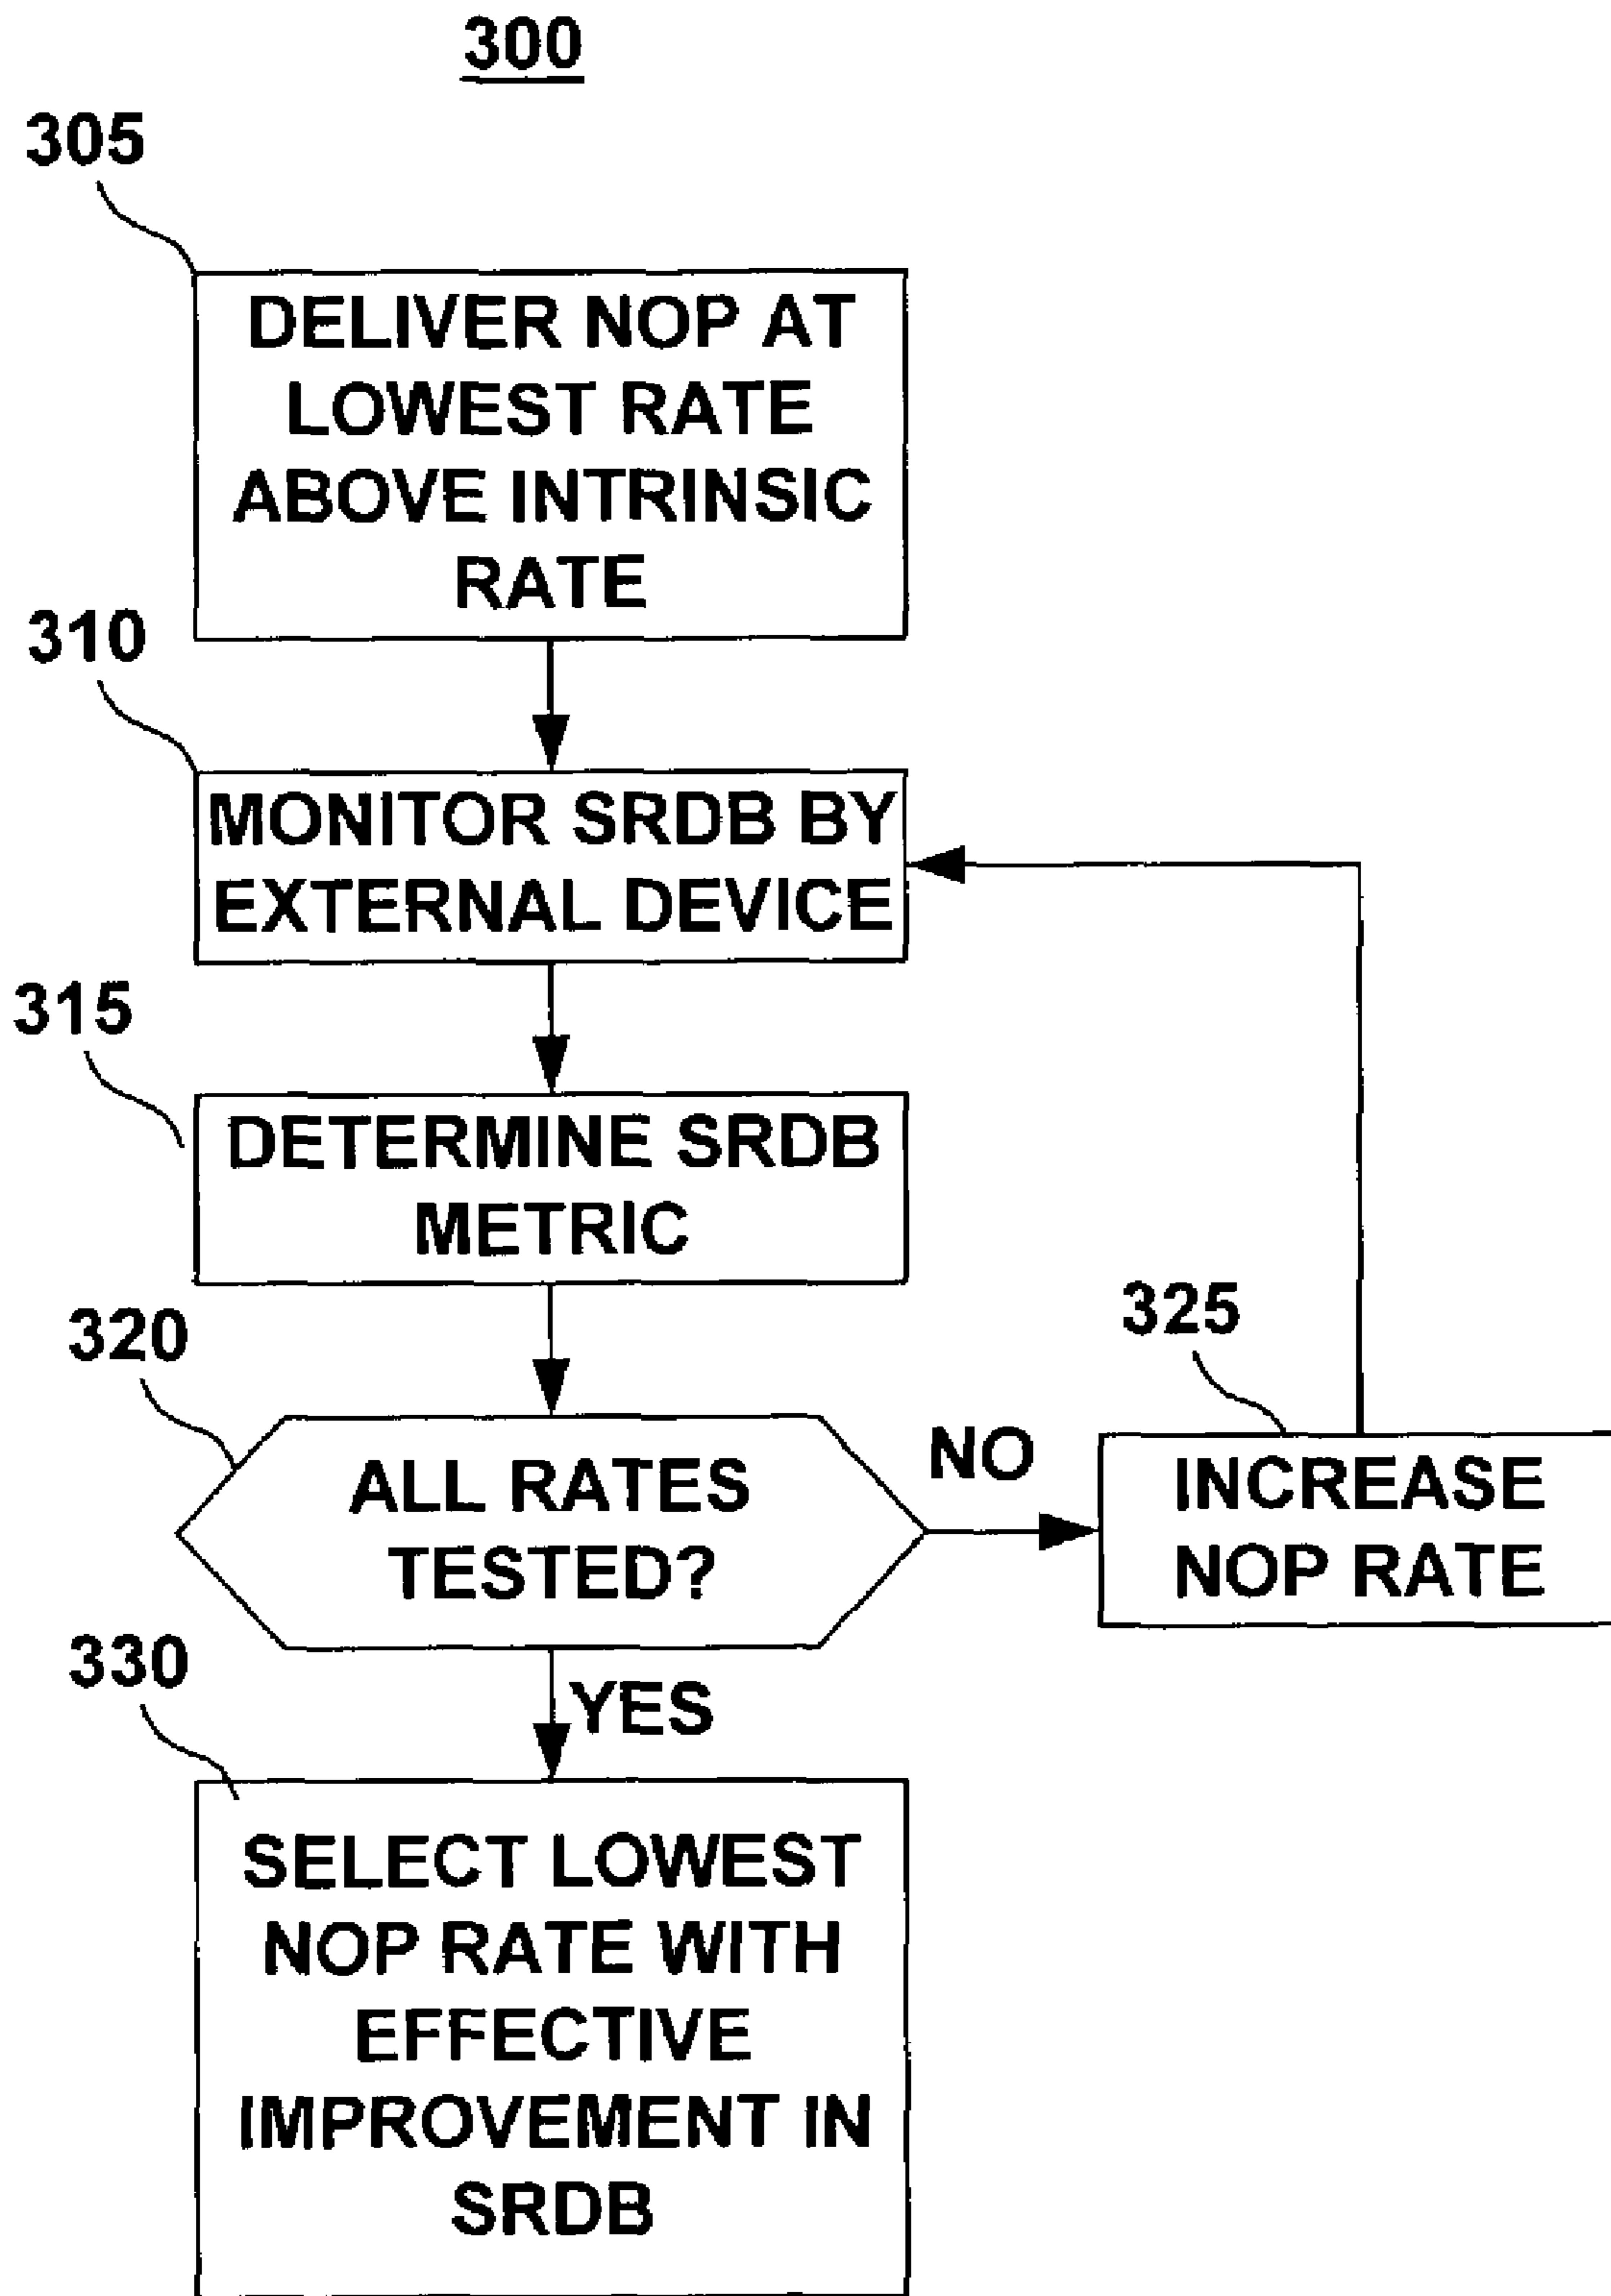 300
305
DELIVER NOP AT
LOWEST RATE
ABOVE INTRINSIC
RATE
310
MONITOR SRDB BY
EXTERNAL DEVICE
315
DETERMINE SRDB
METRIC
320
ALL RATES
TESTED?
NO
325
INCREASE
NOP RATE
YES
330
SELECT LOWEST
NOP RATE WITH
EFFECTIVE
IMPROVEMENT IN
SRDB